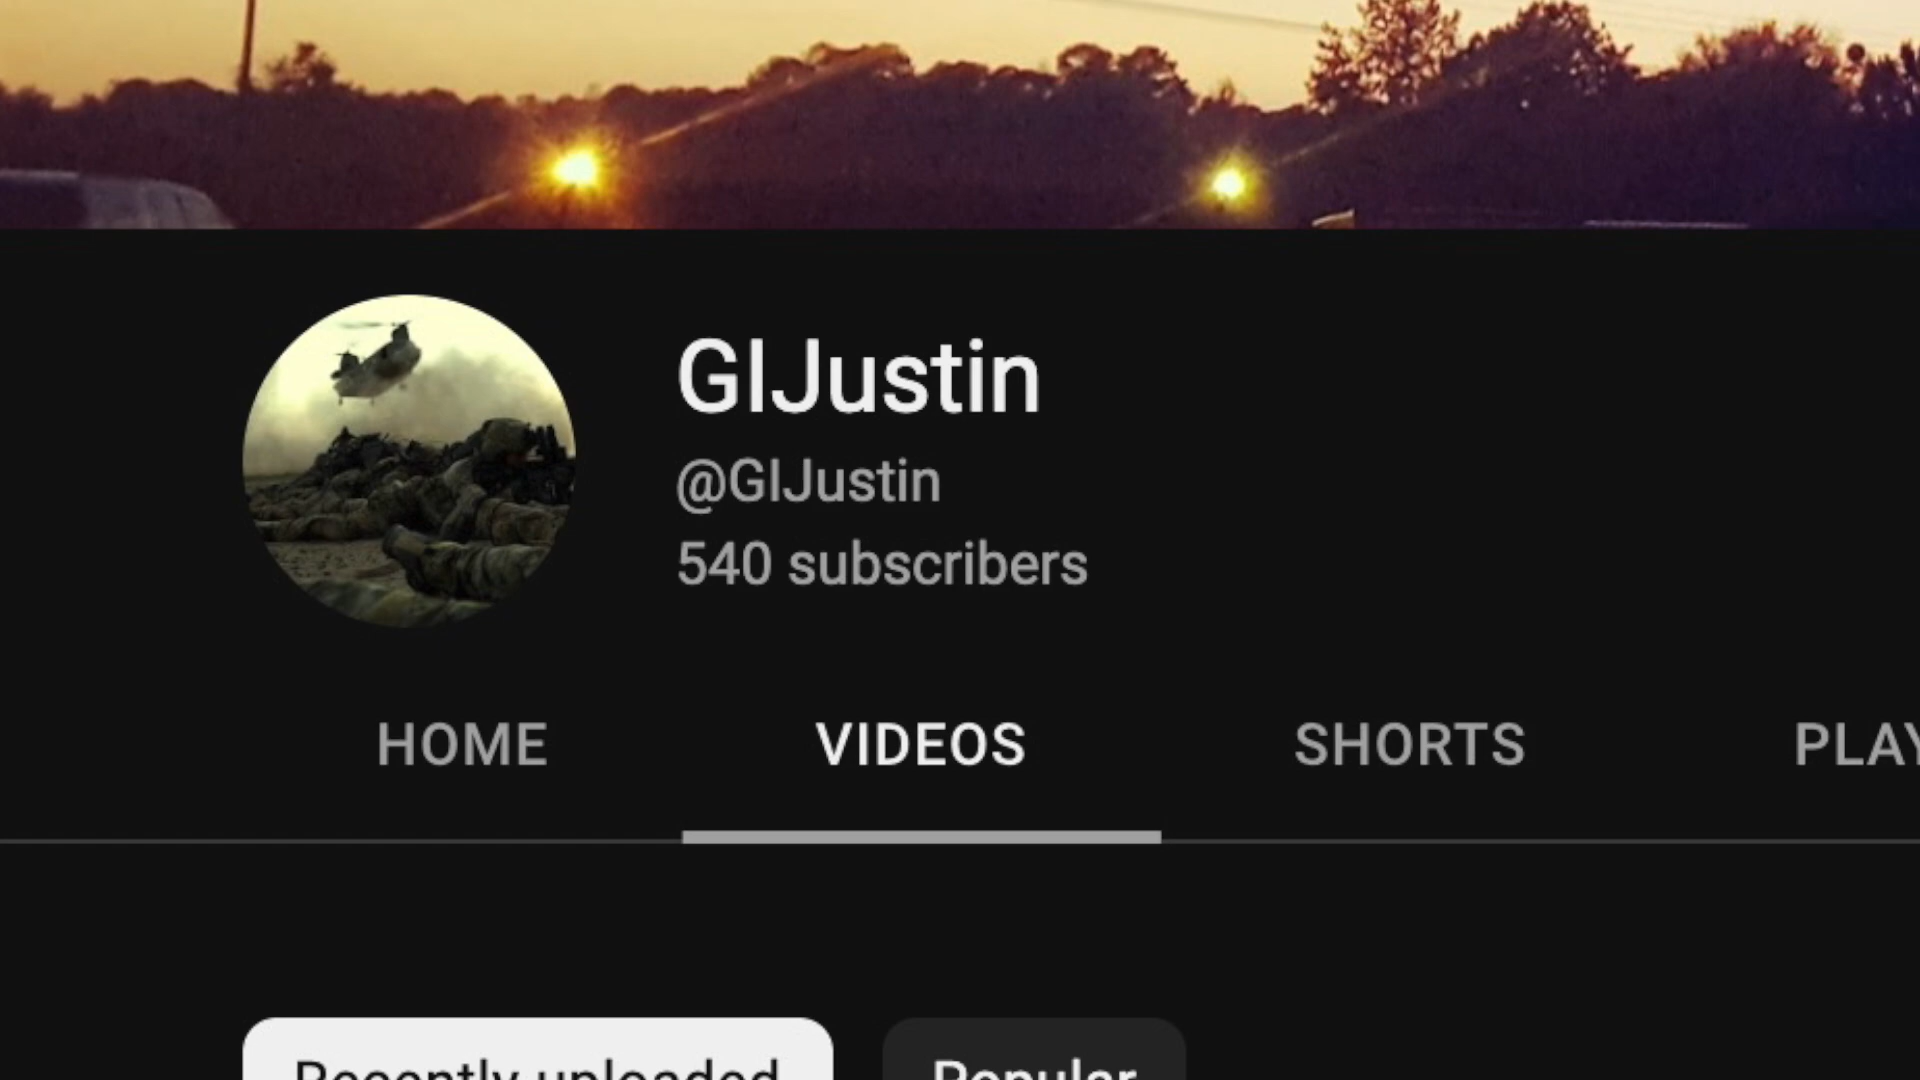 GIJustin
@GIJustin
540 subscribers
HOME VIDEOS SHORTS PLAY
Recently uploaded Popular